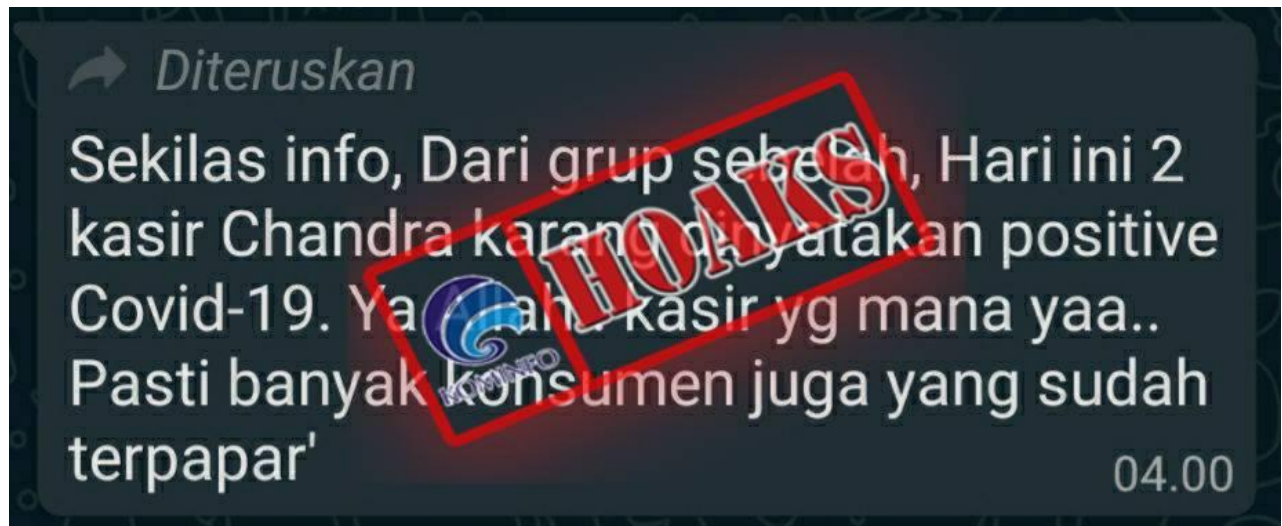 Diteruskan
Sekilas info, Dari grup sebelah, Hari ini 2
kasir Chandra karang dinyatakan positive
Covid-19. Ya Allah.. kasir yg mana yaa..
Pasti banyak konsumen juga yang sudah
terpapar'
04.00
HOAKS
KOMINFO